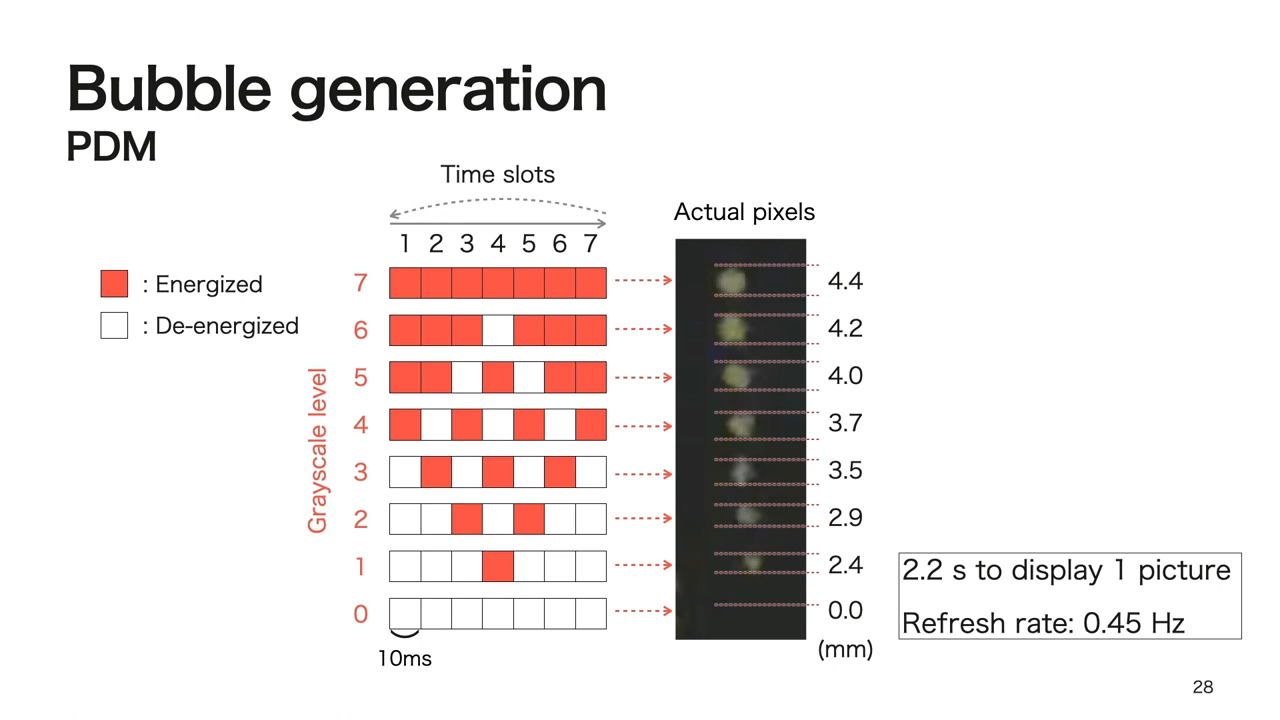 Bubble generation
PDM
Time slots
Actual pixels
1 2 3 4 5 6 7
: Energized
: De-energized
Grayscale level
7 4.4
6 4.2
5 4.0
4 3.7
3 3.5
2 2.9
1 2.4
0 0.0
10ms
(mm)
2.2 s to display 1 picture
Refresh rate: 0.45 Hz
28